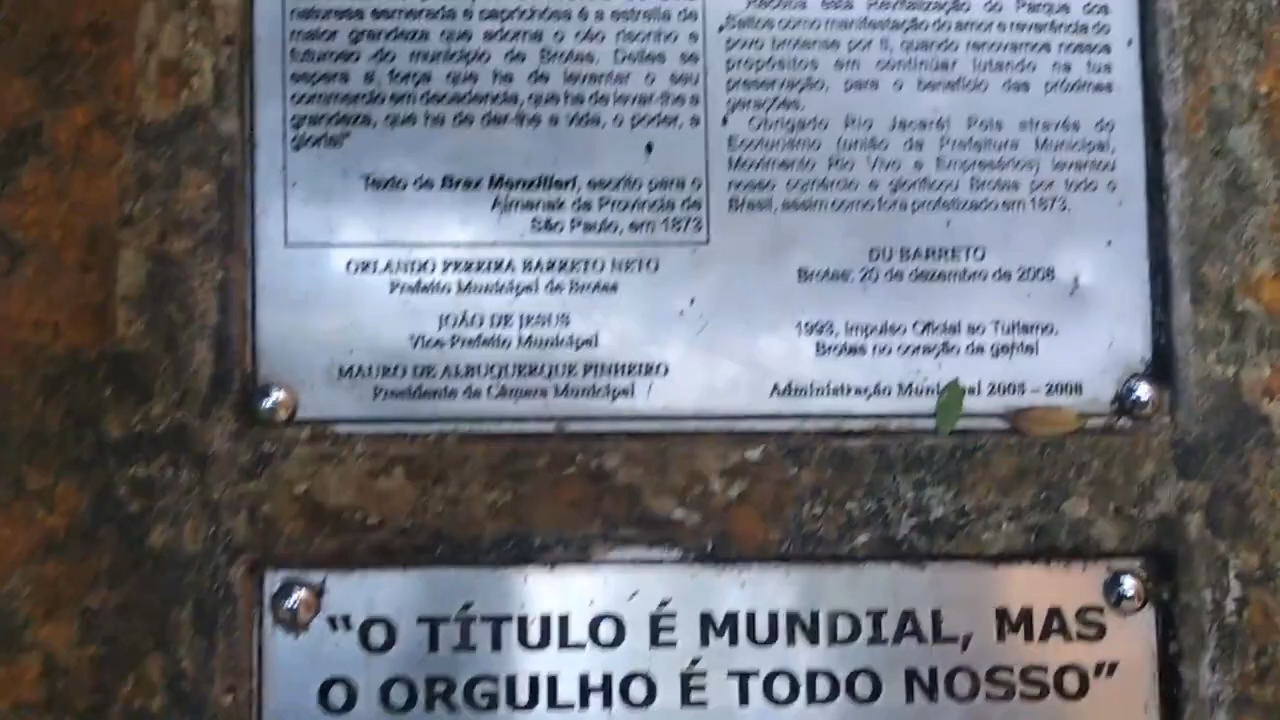 natureza esmerada e caprichosa é a estrella de
maior grandeza que adorna o céo risonho e
futuroso do município de Brotas. Delles se
espera a força que ha de levantar o seu
commercio em decadencia, que ha de levar-lhe a
grandeza, que ha de dar-lhe a vida, o poder, a
gloria!"
Texto de Braz, escrito para o
Almanak da Província de
São Paulo, em 1873
ORLANDO PEREIRA BARRETO NETO
Prefeito Municipal de Brotas
JOÃO DE JESUS
Vice-Prefeito Municipal
MAURO DE ALBUQUERQUE PINHEIRO
Presidente da Câmara Municipal
esta Revitalização do Parque dos
Saltos como manifestação do amor e reverência do
povo brotense por ti, quando renovamos nossos
propósitos em continuar lutando na tua
preservação, para o benefício das próximas
gerações.
Obrigado Rio Jacaré! Pois através do
Ecoturismo (união da Prefeitura Municipal,
Movimento Rio Vivo e Empresários) levantou
nosso comércio e glorificou Brotas por todo o
Brasil, assim como fora profetizado em 1873.
DU BARRETO
Brotas, 20 de dezembro de 2008
1993, Impulso Oficial ao Turismo.
Brotas no coração da gente!
Administração Municipal 2005 – 2008
“O TÍTULO É MUNDIAL, MAS
O ORGULHO É TODO NOSSO”